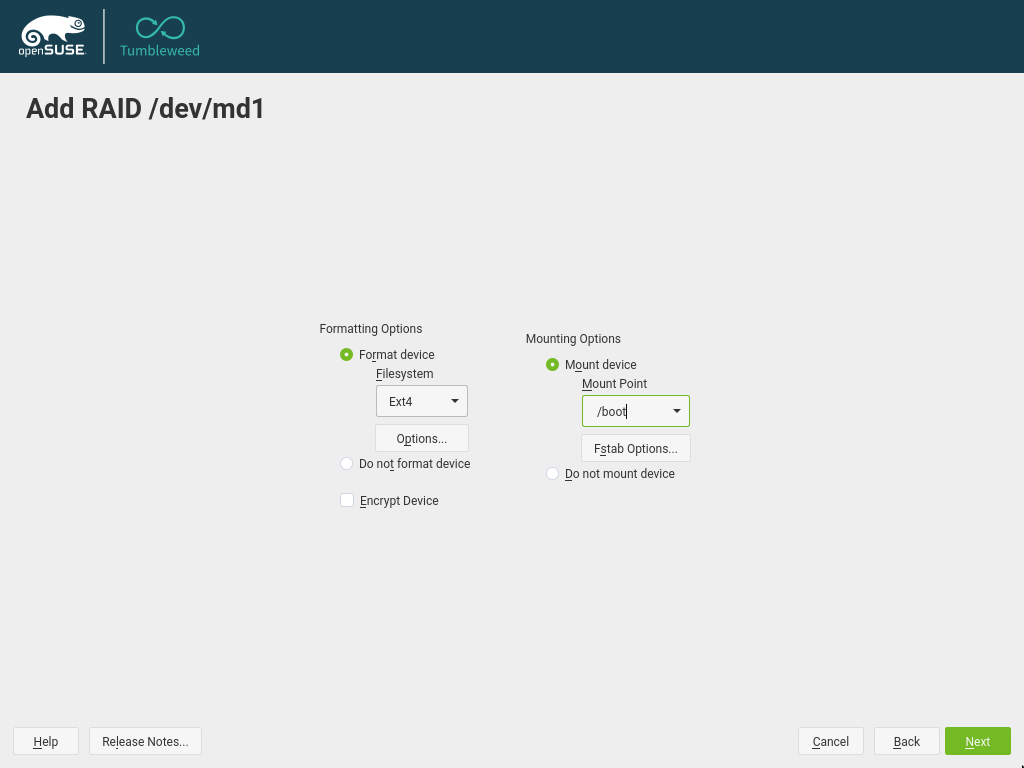 openSUSE
Tumbleweed
Add RAID /dev/md1
Formatting Options
Format device
Filesystem
Ext4
Options...
Do not format device
Encrypt Device
Mounting Options
Mount device
Mount Point
/boot
Fstab Options...
Do not mount device
Help
Release Notes...
Cancel
Back
Next